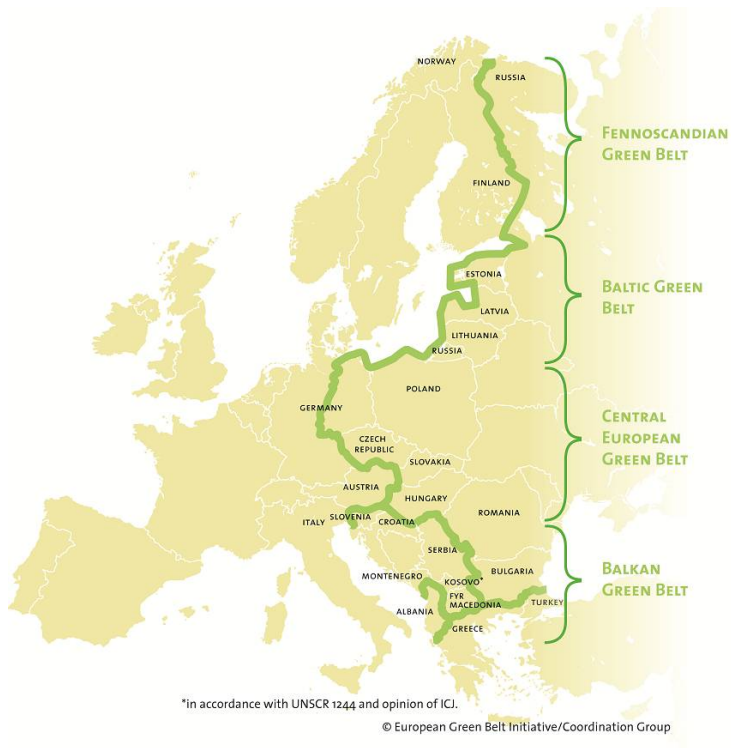 NORWAY
RUSSIA
FENNOSCANDIAN
GREEN BELT
FINLAND
ESTONIA
BALTIC GREEN
BELT
LATVIA
LITHUANIA
RUSSIA
POLAND
GERMANY
CENTRAL
EUROPEAN
GREEN BELT
CZECH
REPUBLIC
SLOVAKIA
AUSTRIA
HUNGARY
ROMANIA
ITALY
SLOVENIA
CROATIA
SERBIA
BULGARIA
BALKAN
GREEN BELT
MONTENEGRO
KOSOVO*
FYR
MACEDONIA
TURKEY
ALBANIA
GREECE
*in accordance with UNSCR 1244 and opinion of ICJ.
© European Green Belt Initiative/Coordination Group